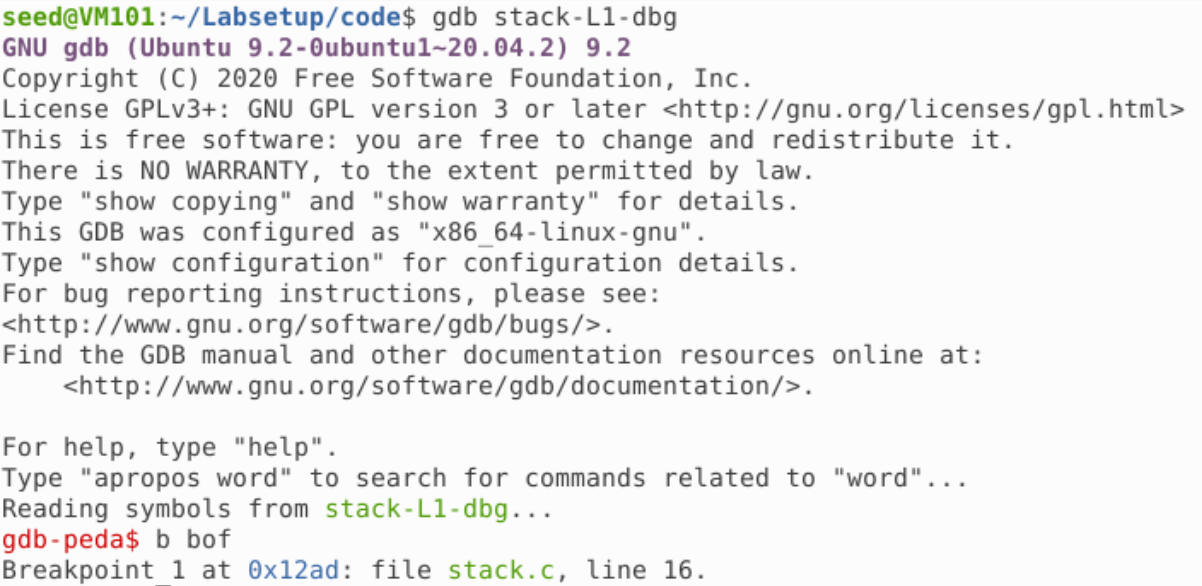 seed@VM101:~/Labsetup/code$ gdb stack-L1-dbg
GNU gdb (Ubuntu 9.2-0ubuntu1~20.04.2) 9.2
Copyright (C) 2020 Free Software Foundation, Inc.
License GPLv3+: GNU GPL version 3 or later <http://gnu.org/licenses/gpl.html>
This is free software: you are free to change and redistribute it.
There is NO WARRANTY, to the extent permitted by law.
Type "show copying" and "show warranty" for details.
This GDB was configured as "x86_64-linux-gnu".
Type "show configuration" for configuration details.
For bug reporting instructions, please see:
<http://www.gnu.org/software/gdb/bugs/>.
Find the GDB manual and other documentation resources online at:
    <http://www.gnu.org/software/gdb/documentation/>.

For help, type "help".
Type "apropos word" to search for commands related to "word"...
Reading symbols from stack-L1-dbg...
gdb-peda$ b bof
Breakpoint 1 at 0x12ad: file stack.c, line 16.